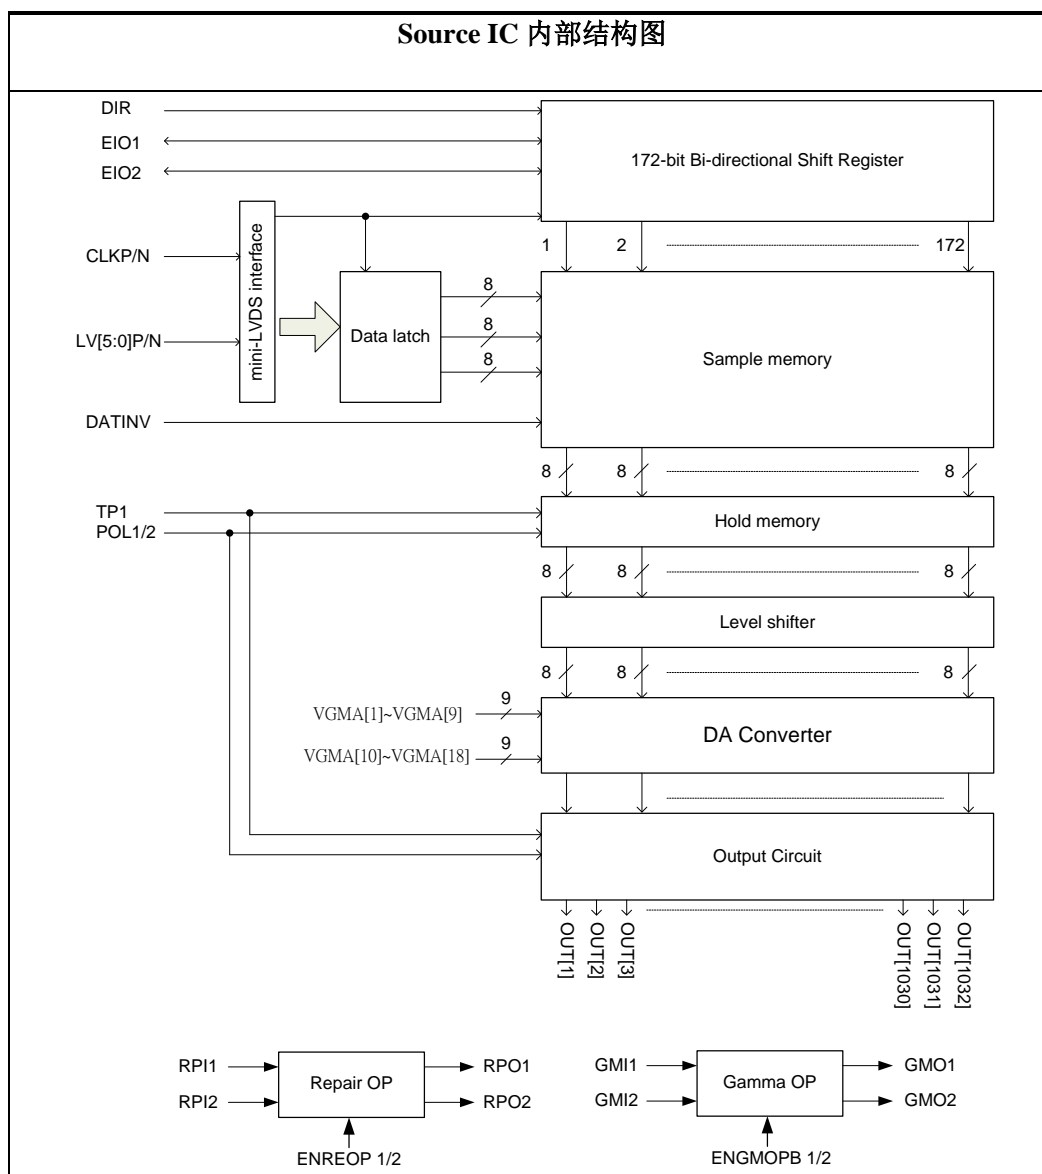 Source IC 内部结构图
DIR
EIO1
EIO2
172-bit Bi-directional Shift Register
1 2 172
CLKP/N
LV[5:0]P/N
mini-LVDS interface
Data latch
8
8
8
Sample memory
DATINV
8 8 8
TP1
POL1/2
Hold memory
8 8 8
Level shifter
8 8 8
VGMA[1]~VGMA[9]
9
VGMA[10]~VGMA[18]
9
DA Converter
Output Circuit
OUT[1]
OUT[2]
OUT[3]
OUT[1030]
OUT[1031]
OUT[1032]
RPI1
RPI2
Repair OP
RPO1
RPO2
ENREOP 1/2
GMI1
GMI2
Gamma OP
GMO1
GMO2
ENGMOPB 1/2